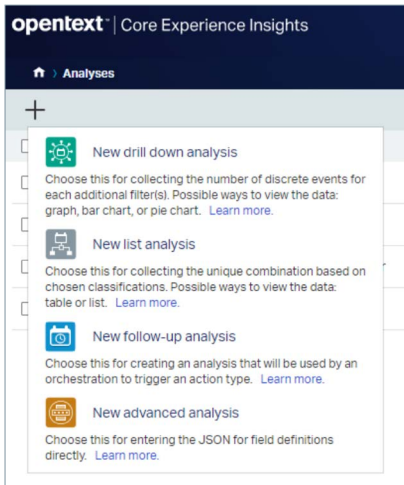 opentext™ | Core Experience Insights
Analyses
New drill down analysis
Choose this for collecting the number of discrete events for
each additional filter(s). Possible ways to view the data:
graph, bar chart, or pie chart. Learn more.
New list analysis
Choose this for collecting the unique combination based on
chosen classifications. Possible ways to view the data:
table or list. Learn more.
New follow-up analysis
Choose this for creating an analysis that will be used by an
orchestration to trigger an action type. Learn more.
New advanced analysis
Choose this for entering the JSON for field definitions
directly. Learn more.